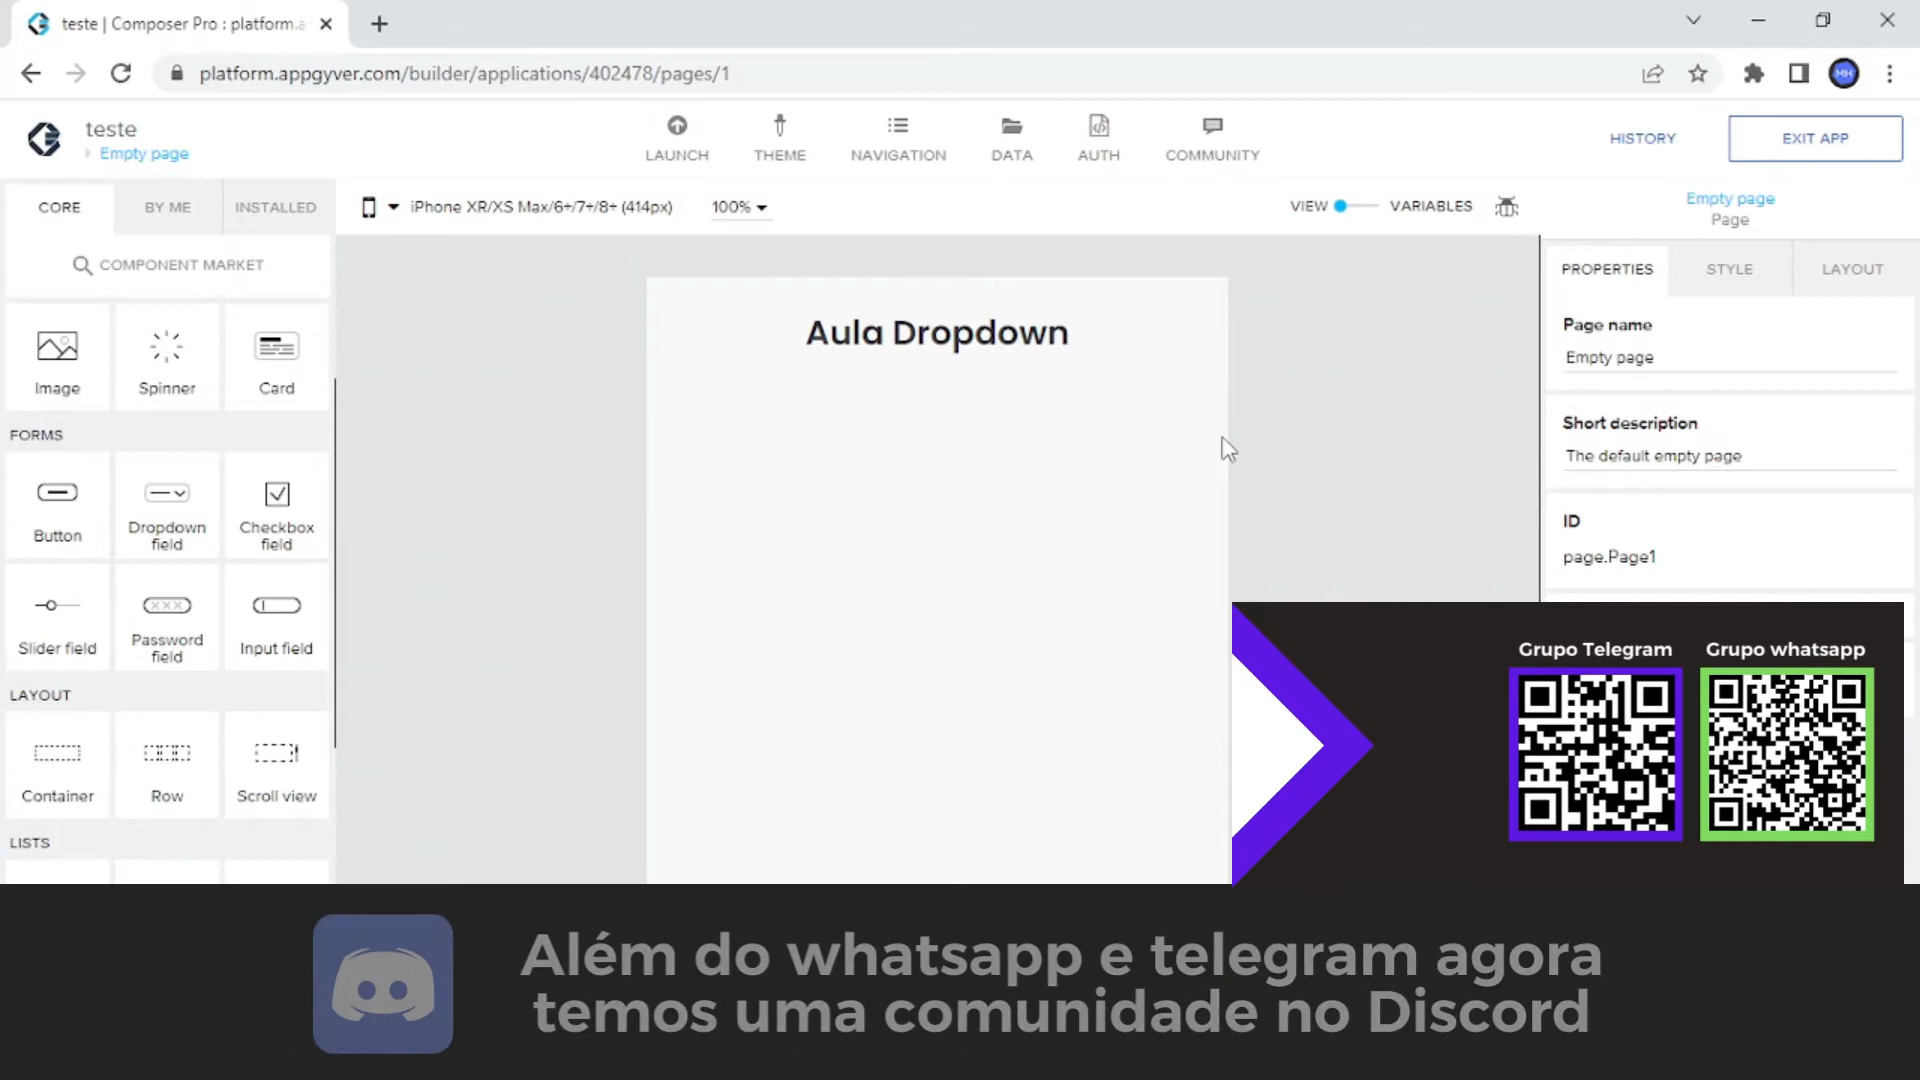 teste | Composer Pro : platform.a
platform.appgyver.com/builder/applications/402478/pages/1
MH
teste
Empty page
LAUNCH
THEME
NAVIGATION
DATA
AUTH
COMMUNITY
HISTORY
EXIT APP
CORE
BY ME
INSTALLED
iPhone XR/XS Max/6+/7+/8+ (414px)
100%
VIEW
VARIABLES
Empty page
Page
COMPONENT MARKET
PROPERTIES
STYLE
LAYOUT
Image
Spinner
Card
FORMS
Button
Dropdown
field
Checkbox
field
Slider field
Password
field
Input field
LAYOUT
Container
Row
Scroll view
LISTS
Aula Dropdown
Page name
Empty page
Short description
The default empty page
ID
page.Page1
Grupo Telegram
Grupo whatsapp
Além do whatsapp e telegram agora
temos uma comunidade no Discord